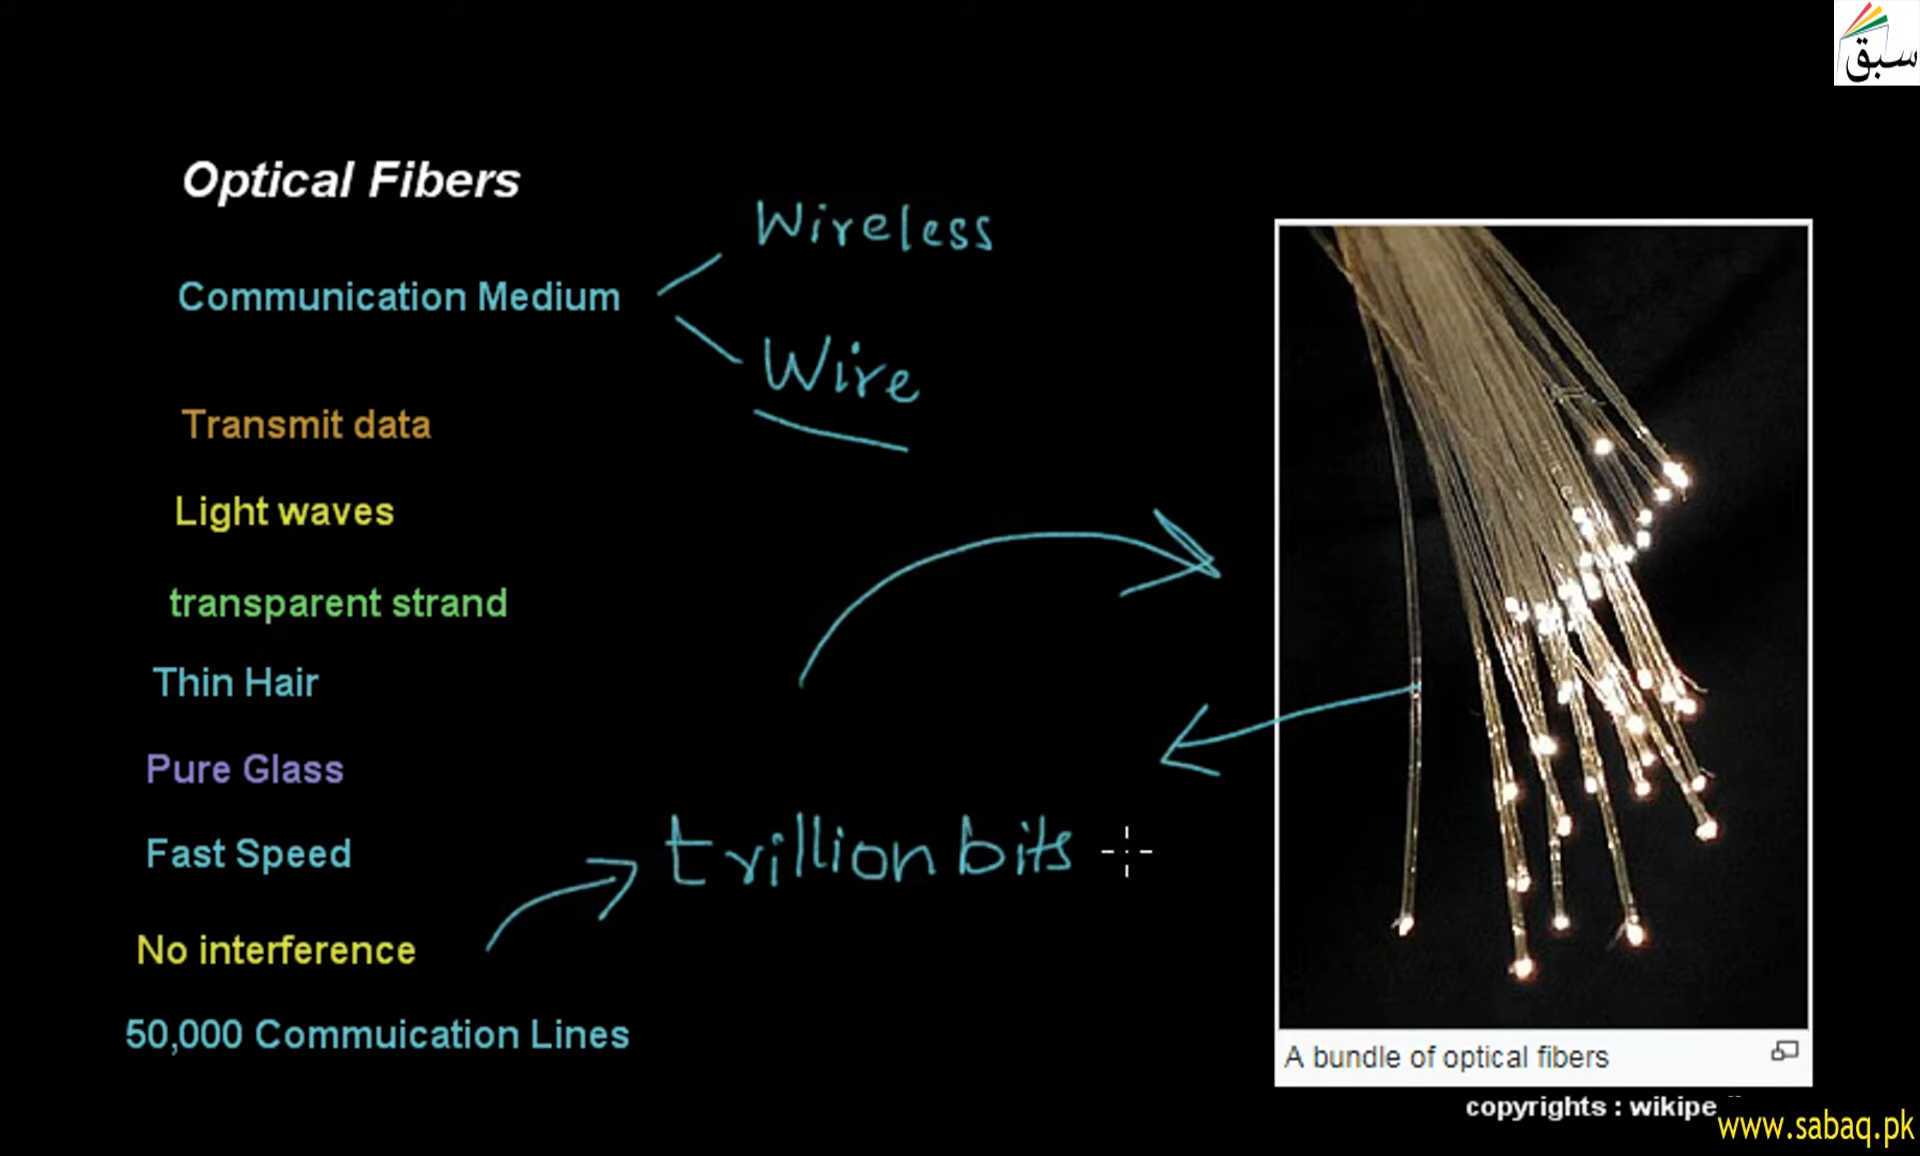 سبق
Optical Fibers
Wireless
Communication Medium
Wire
Transmit data
Light waves
transparent strand
Thin Hair
Pure Glass
Fast Speed
trillion bits
No interference
50,000 Commuication Lines
A bundle of optical fibers
copyrights : wikipe
www.sabaq.pk